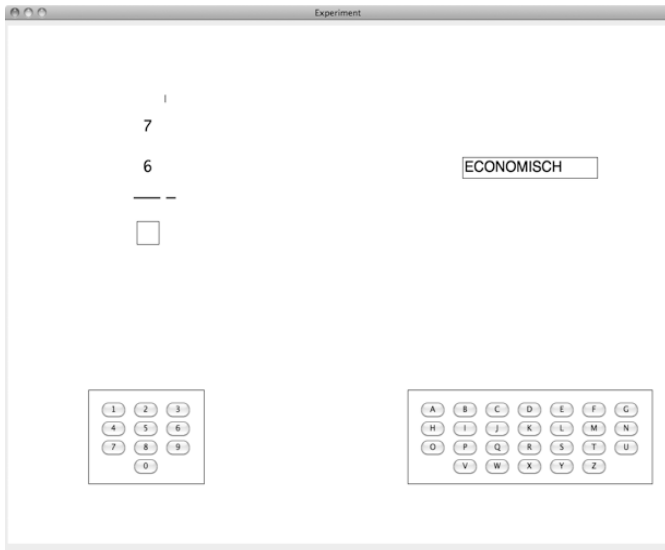 Experiment
7
6
ECONOMISCH
1 2 3
4 5 6
7 8 9
0
A B C D E F G
H I J K L M N
O P Q R S T U
V W X Y Z